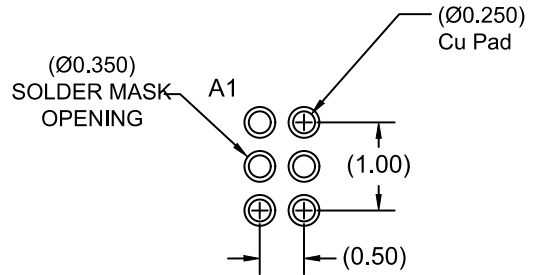 (Ø0.250)
Cu Pad
(Ø0.350)
SOLDER MASK
OPENING
A1
(1.00)
(0.50)